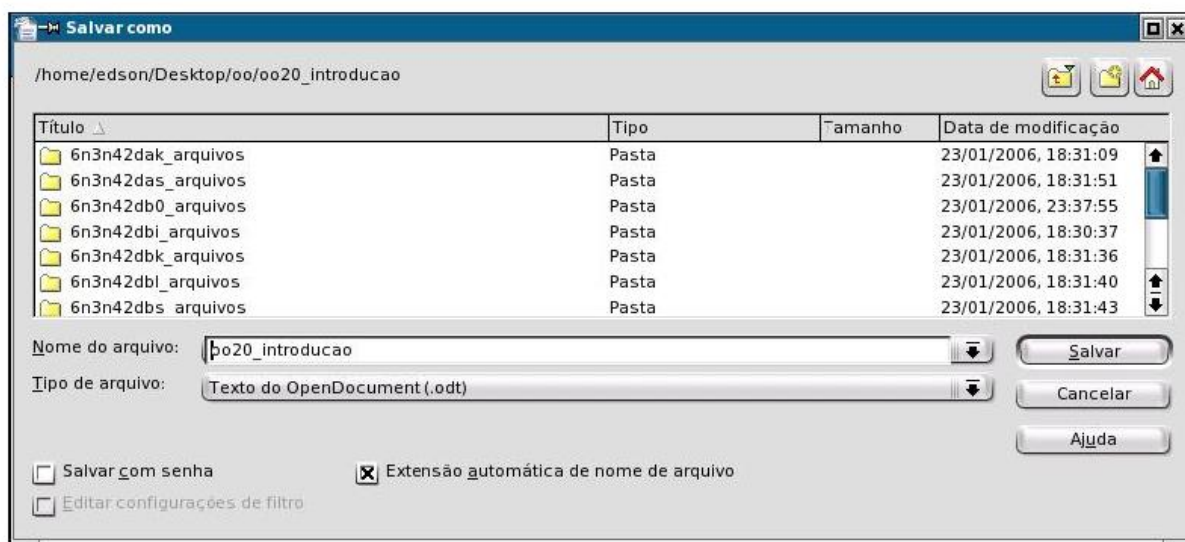 Salvar como
/home/edson/Desktop/oo/oo20_introducao
Título Tipo Tamanho Data de modificação
6n3n42dak_arquivos Pasta 23/01/2006, 18:31:09
6n3n42das_arquivos Pasta 23/01/2006, 18:31:51
6n3n42db0_arquivos Pasta 23/01/2006, 23:37:55
6n3n42dbi_arquivos Pasta 23/01/2006, 18:30:37
6n3n42dbk_arquivos Pasta 23/01/2006, 18:31:36
6n3n42dbl_arquivos Pasta 23/01/2006, 18:31:40
6n3n42dbs_arquivos Pasta 23/01/2006, 18:31:43
Nome do arquivo: oo20_introducao Salvar
Tipo de arquivo: Texto do OpenDocument (.odt) Cancelar
Ajuda
Salvar com senha Extensão automática de nome de arquivo
Editar configurações de filtro